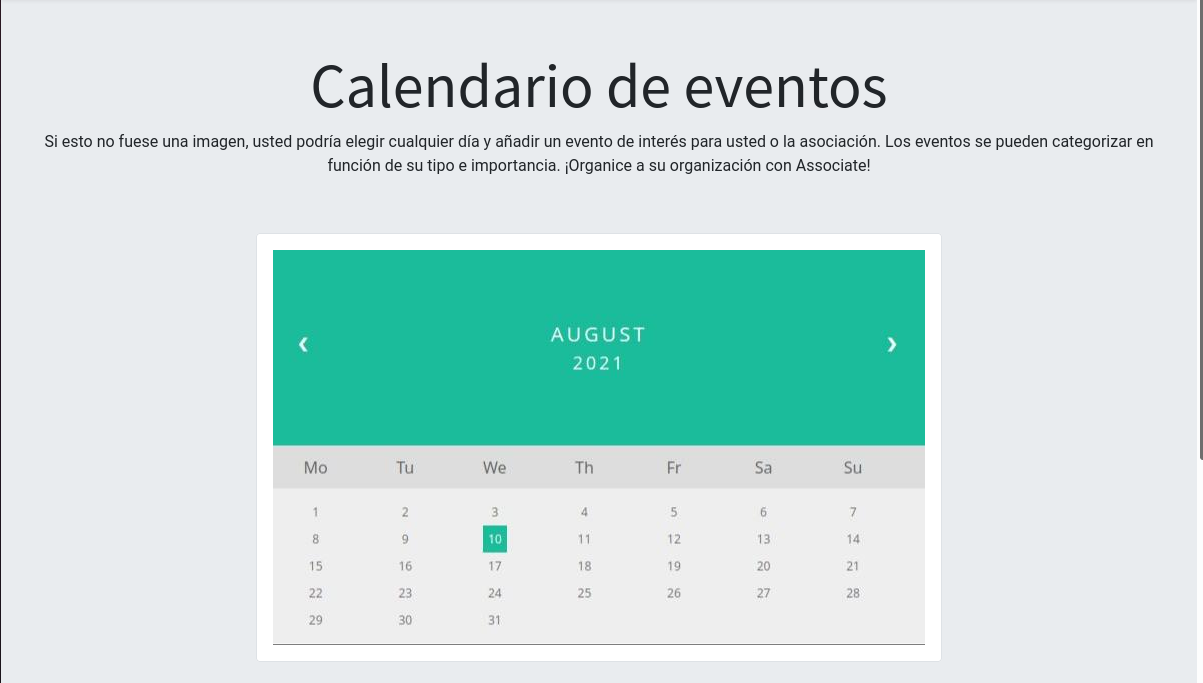 Calendario de eventos
Si esto no fuese una imagen, usted podría elegir cualquier día y añadir un evento de interés para usted o la asociación. Los eventos se pueden categorizar en
función de su tipo e importancia. ¡Organice a su organización con Associate!
❮ AUGUST ❯
2021
Mo Tu We Th Fr Sa Su
1 2 3 4 5 6 7
8 9 10 11 12 13 14
15 16 17 18 19 20 21
22 23 24 25 26 27 28
29 30 31